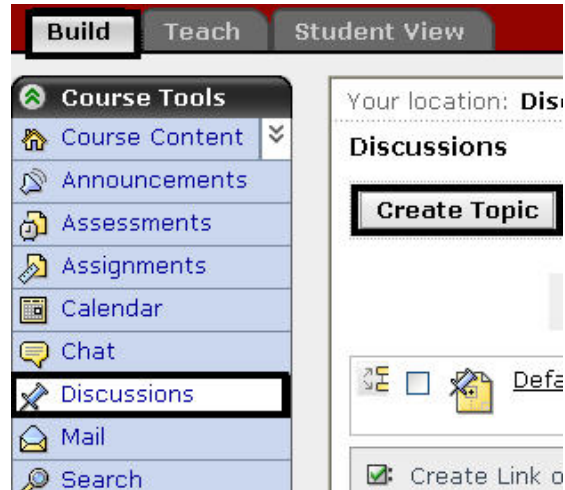 Build Teach Student View
Course Tools
Course Content
Announcements
Assessments
Assignments
Calendar
Chat
Discussions
Mail
Search
Your location:
Discussions
Create Topic
Create Link